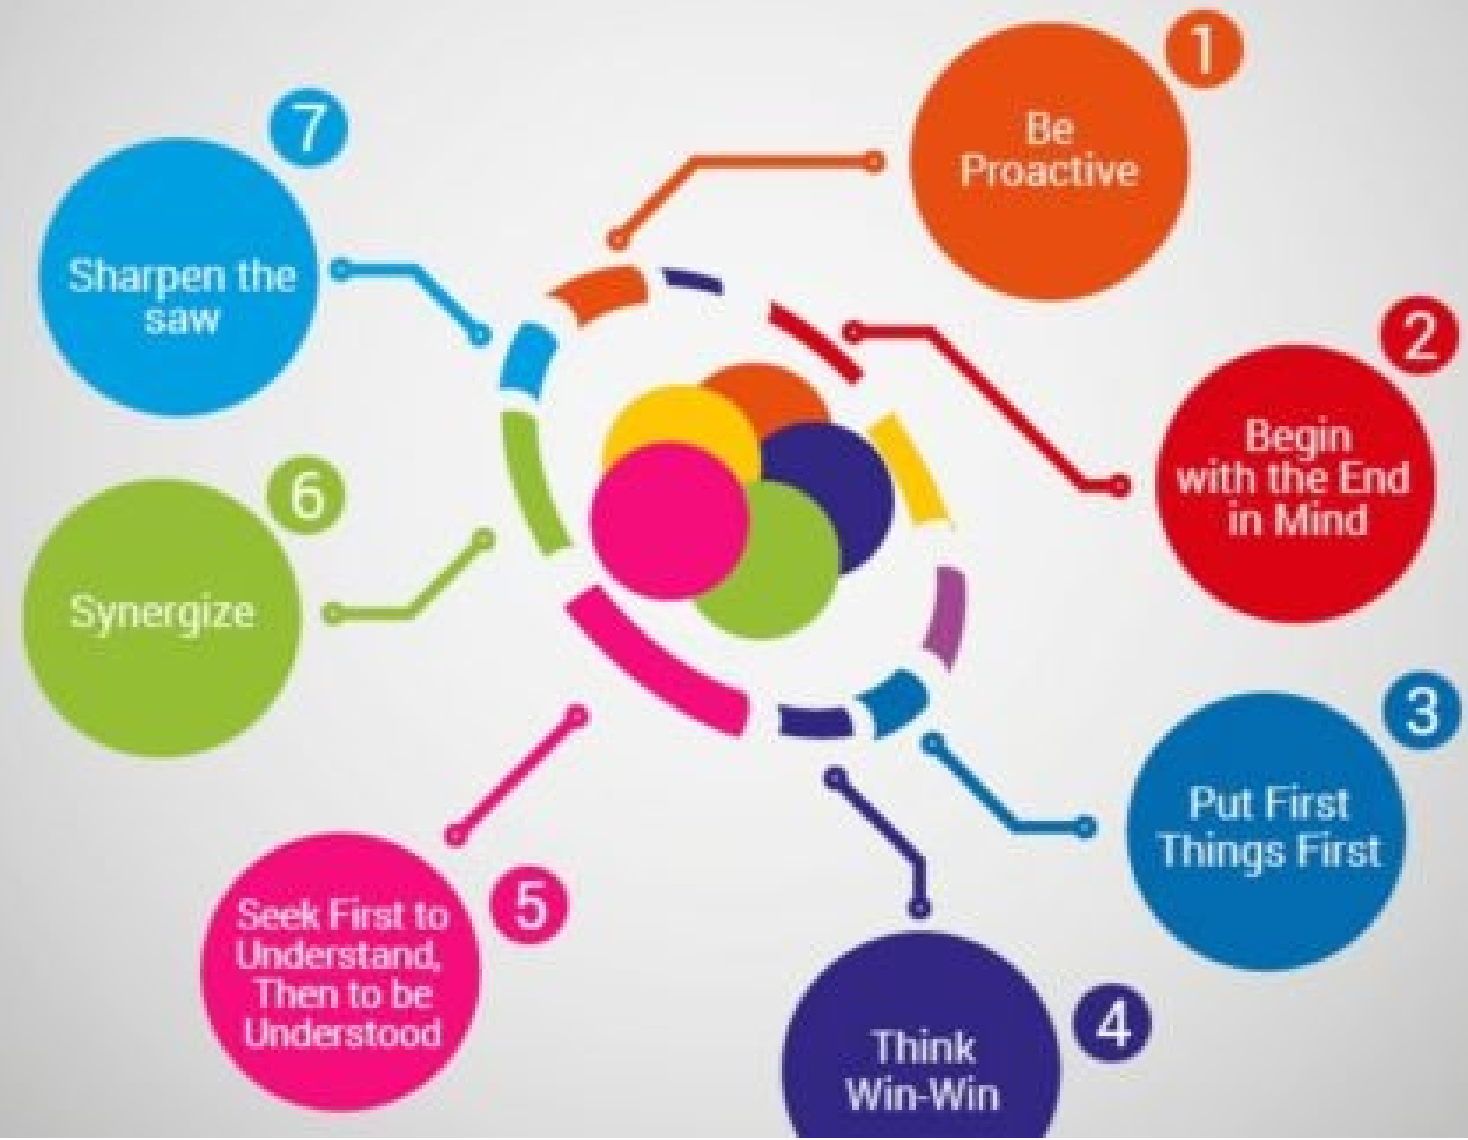 1
Be
Proactive
2
Begin
with the End
in Mind
3
Put First
Things First
4
Think
Win-Win
5
Seek First to
Understand,
Then to be
Understood
6
Synergize
7
Sharpen the
saw